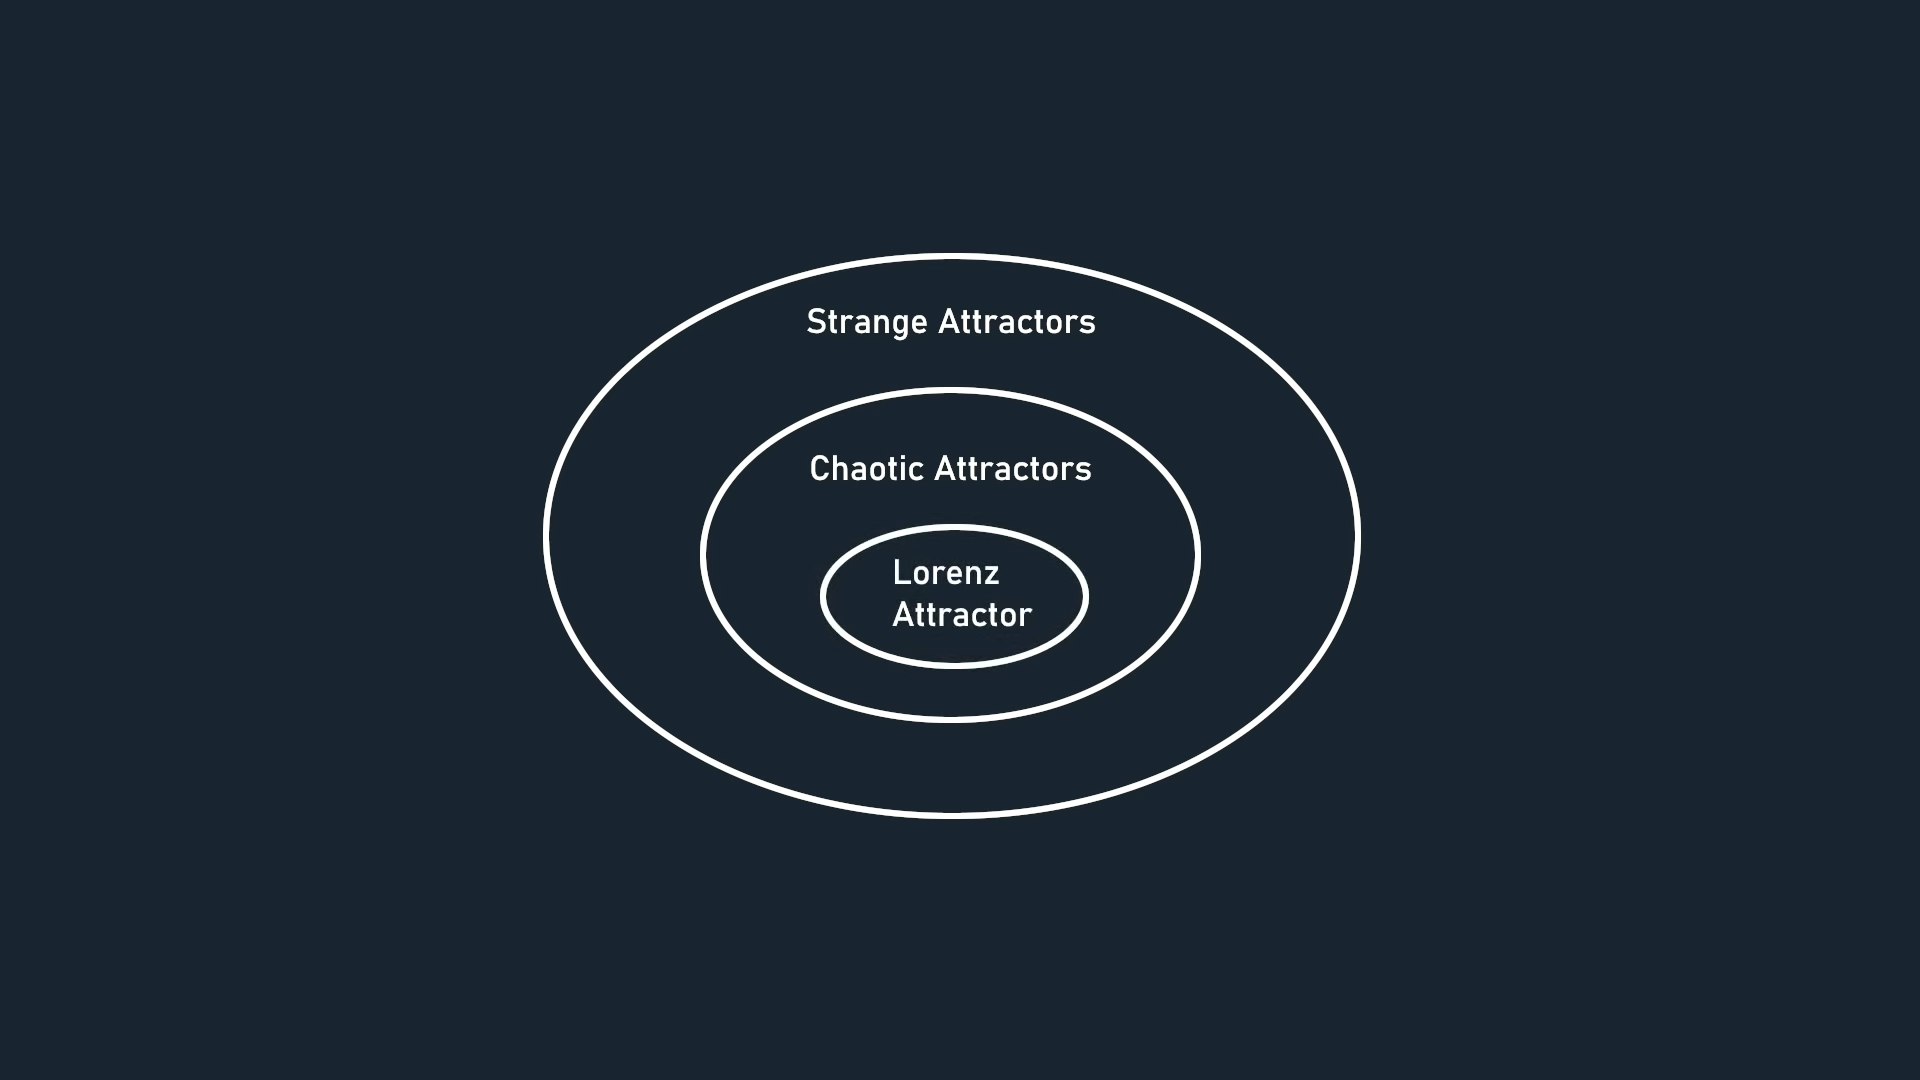 Strange Attractors
Chaotic Attractors
Lorenz
Attractor